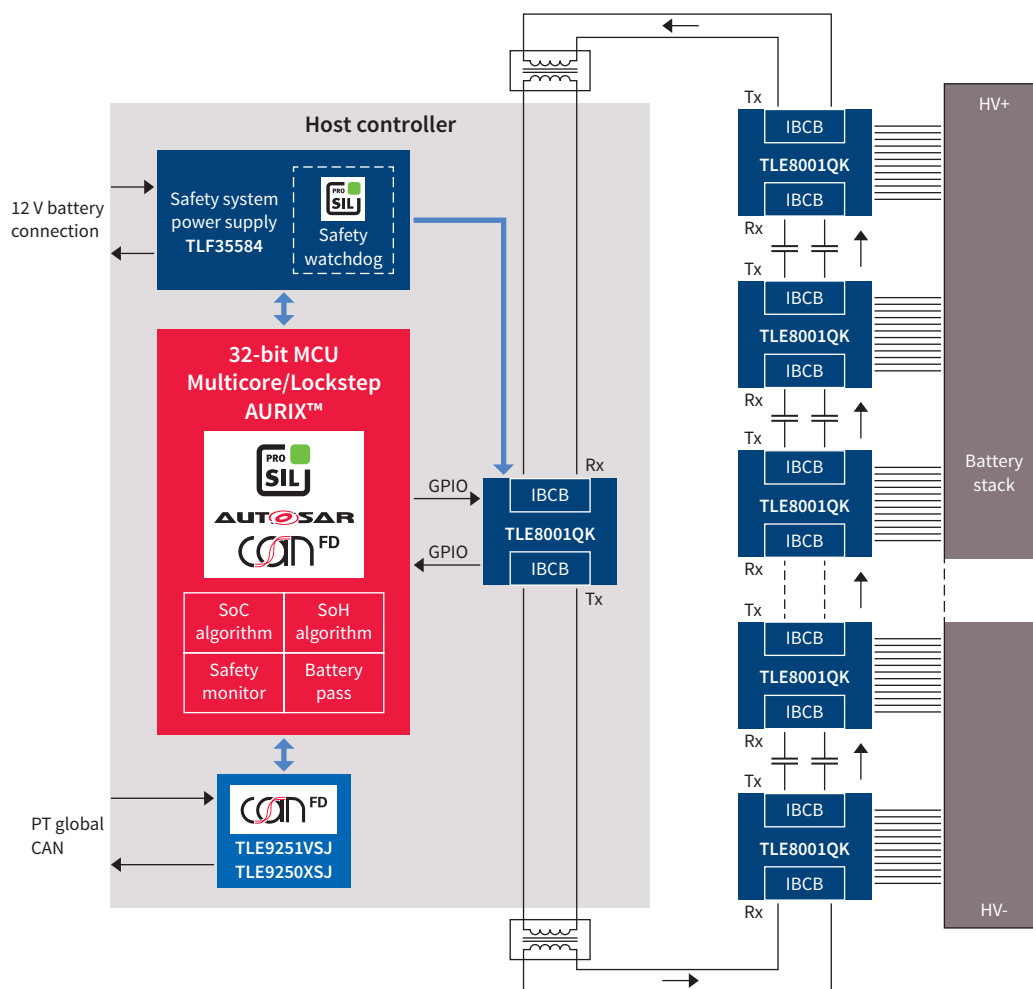 Host controller
12 V battery
connection
Safety system
power supply
TLF35584
PRO
SIL
Safety
watchdog
32-bit MCU
Multicore/Lockstep
AURIX™
PRO
SIL
AUTOSAR
CAN FD
SoC
algorithm
SoH
algorithm
Safety
monitor
Battery
pass
PT global
CAN
CAN FD
TLE9251VSJ
TLE9250XSJ
GPIO
GPIO
Rx
IBCB
TLE8001QK
IBCB
Tx
Tx
IBCB
TLE8001QK
IBCB
Rx
Tx
IBCB
TLE8001QK
IBCB
Rx
Tx
IBCB
TLE8001QK
IBCB
Rx
Tx
IBCB
TLE8001QK
IBCB
Rx
Tx
IBCB
TLE8001QK
IBCB
Rx
HV+
Battery
stack
HV-